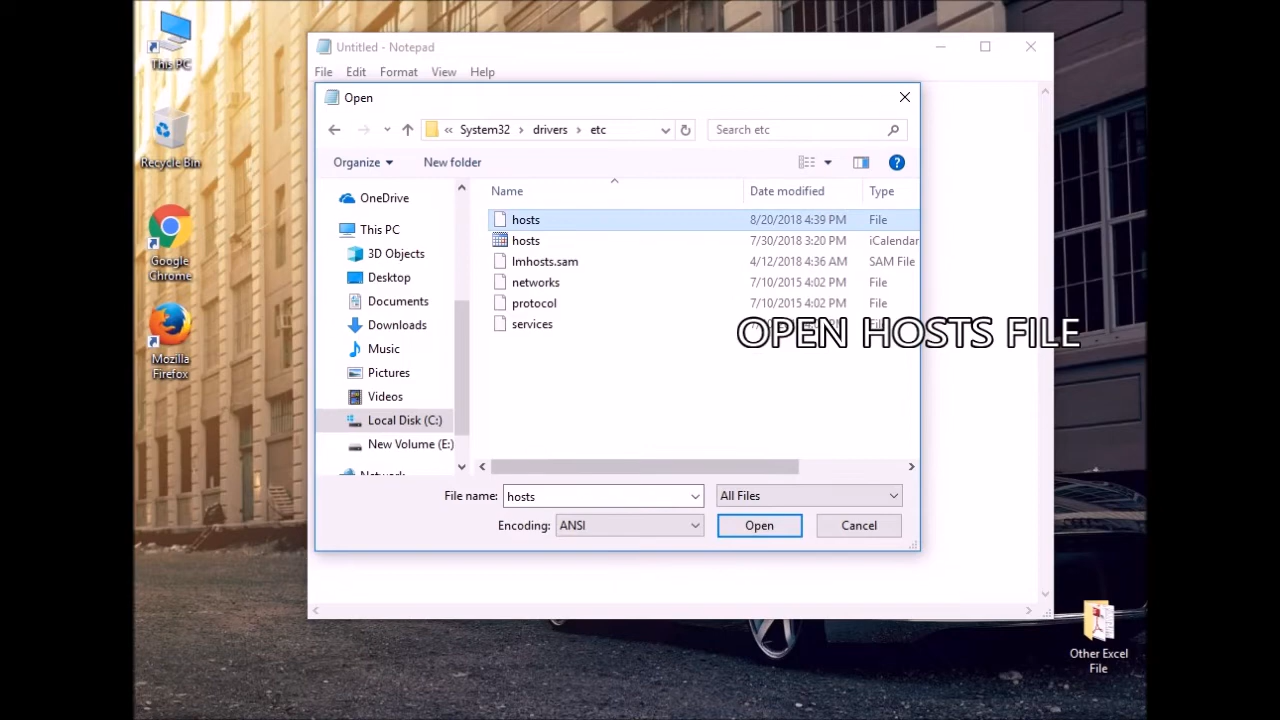 This PC
Recycle Bin
Google
Chrome
Mozilla
Firefox
Untitled - Notepad
File Edit Format View Help
Open
« System32 › drivers › etc
Search etc
Organize
New folder
OneDrive
This PC
3D Objects
Desktop
Documents
Downloads
Music
Pictures
Videos
Local Disk (C:)
New Volume (E:)
Network
Name Date modified Type
hosts 8/20/2018 4:39 PM File
hosts 7/30/2018 3:20 PM iCalendar
lmhosts.sam 4/12/2018 4:36 AM SAM File
networks 7/10/2015 4:02 PM File
protocol 7/10/2015 4:02 PM File
services
OPEN HOSTS FILE
File name: hosts All Files
Encoding: ANSI Open Cancel
Other Excel
File